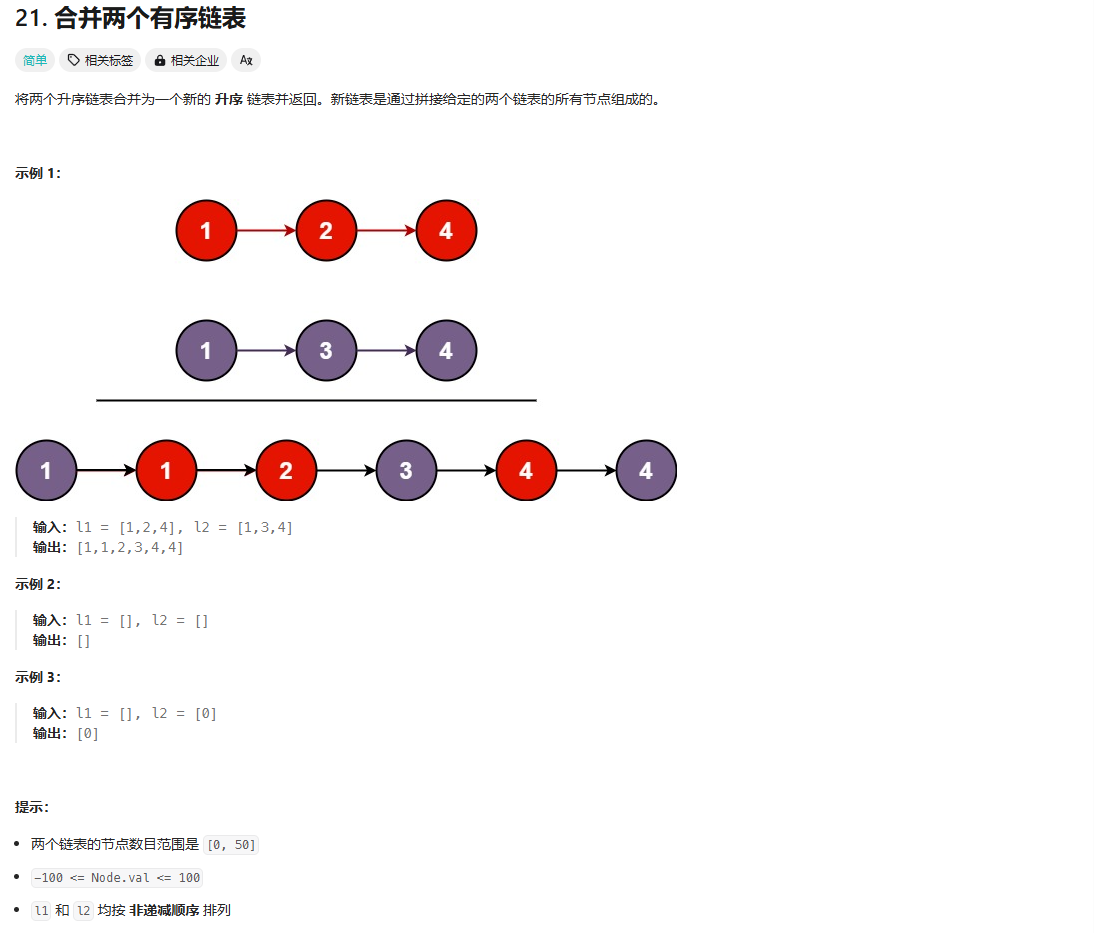 21. 合并两个有序链表
简单 相关标签 相关企业 Az
将两个升序链表合并为一个新的 升序 链表并返回。新链表是通过拼接给定的两个链表的所有节点组成的。
示例 1：
1 2 4
1 3 4
1 1 2 3 4 4
输入：l1 = [1,2,4], l2 = [1,3,4]
输出：[1,1,2,3,4,4]
示例 2：
输入：l1 = [], l2 = []
输出：[]
示例 3：
输入：l1 = [], l2 = [0]
输出：[0]
提示：
两个链表的节点数目范围是 [0, 50]
-100 <= Node.val <= 100
l1 和 l2 均按 非递减顺序 排列